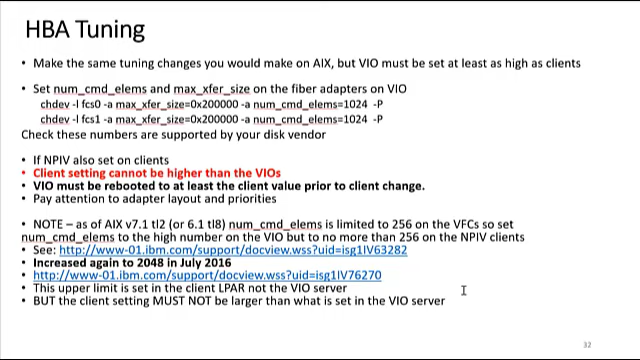 HBA Tuning
• Make the same tuning changes you would make on AIX, but VIO must be set at least as high as clients
• Set num_cmd_elems and max_xfer_size on the fiber adapters on VIO
chdev -l fcs0 -a max_xfer_size=0x200000 -a num_cmd_elems=1024 -P
chdev -l fcs1 -a max_xfer_size=0x200000 -a num_cmd_elems=1024 -P
Check these numbers are supported by your disk vendor
• If NPIV also set on clients
• Client setting cannot be higher than the VIOs
• VIO must be rebooted to at least the client value prior to client change.
• Pay attention to adapter layout and priorities
• NOTE – as of AIX v7.1 tl2 (or 6.1 tl8) num_cmd_elems is limited to 256 on the VFCs so set
num_cmd_elems to the high number on the VIO but to no more than 256 on the NPIV clients
• See: http://www-01.ibm.com/support/docview.wss?uid=isg1IV63282
• Increased again to 2048 in July 2016
• http://www-01.ibm.com/support/docview.wss?uid=isg1IV76270
• This upper limit is set in the client LPAR not the VIO server
• BUT the client setting MUST NOT be larger than what is set in the VIO server
32